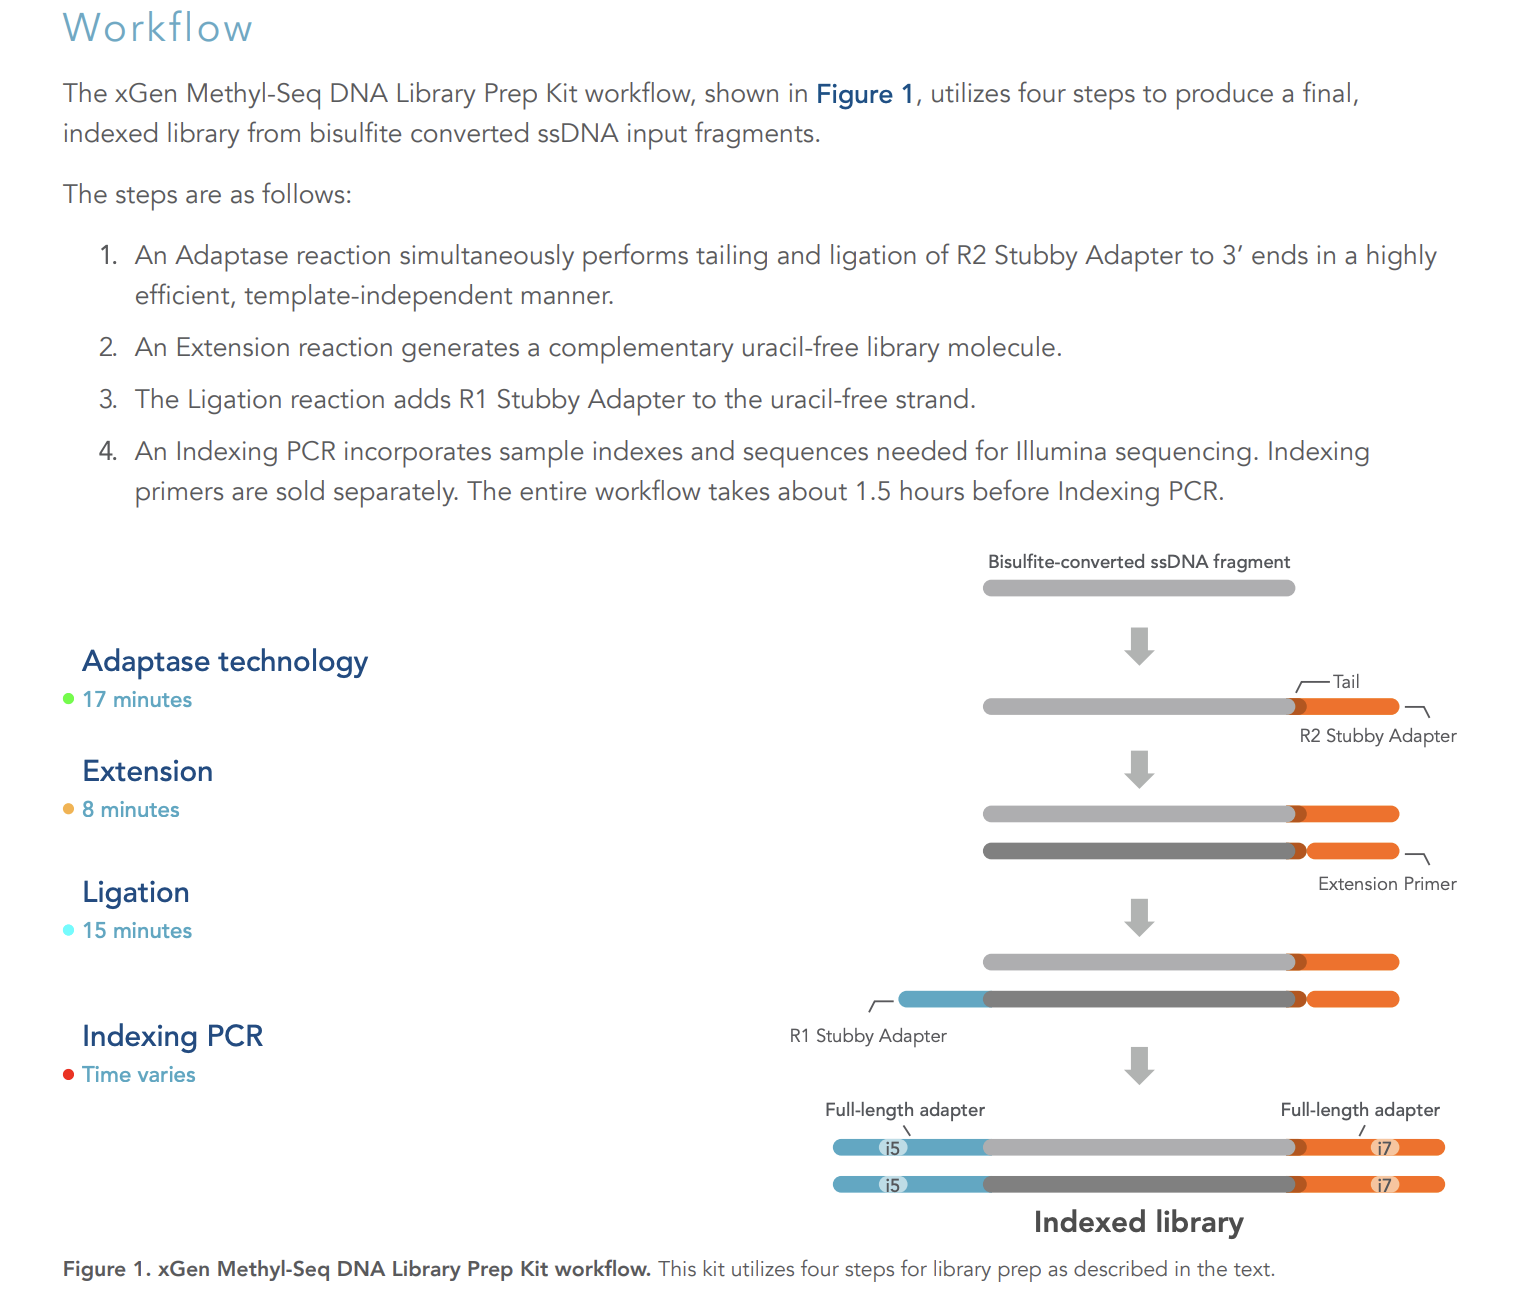 Workflow
The xGen Methyl-Seq DNA Library Prep Kit workflow, shown in Figure 1, utilizes four steps to produce a final,
indexed library from bisulfite converted ssDNA input fragments.
The steps are as follows:
1. An Adaptase reaction simultaneously performs tailing and ligation of R2 Stubby Adapter to 3’ ends in a highly
efficient, template-independent manner.
2. An Extension reaction generates a complementary uracil-free library molecule.
3. The Ligation reaction adds R1 Stubby Adapter to the uracil-free strand.
4. An Indexing PCR incorporates sample indexes and sequences needed for Illumina sequencing. Indexing
primers are sold separately. The entire workflow takes about 1.5 hours before Indexing PCR.
Bisulfite-converted ssDNA fragment
Adaptase technology
17 minutes
Tail
R2 Stubby Adapter
Extension
8 minutes
Extension Primer
Ligation
15 minutes
R1 Stubby Adapter
Indexing PCR
Time varies
Full-length adapter
Full-length adapter
i5
i7
i5
i7
Indexed library
Figure 1. xGen Methyl-Seq DNA Library Prep Kit workflow. This kit utilizes four steps for library prep as described in the text.